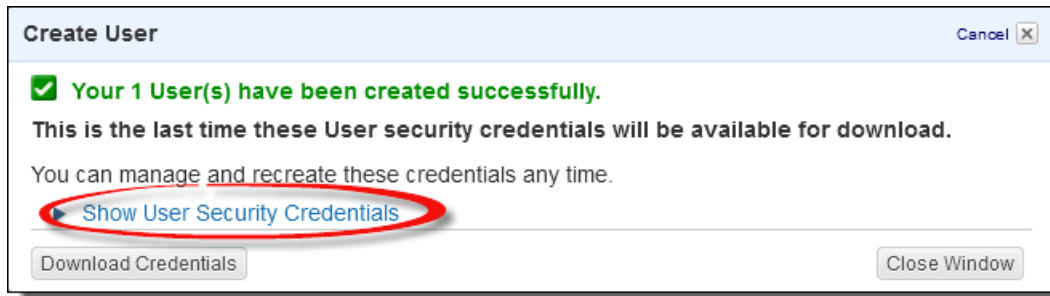 Create User
Cancel
Your 1 User(s) have been created successfully.
This is the last time these User security credentials will be available for download.
You can manage and recreate these credentials any time.
Show User Security Credentials
Download Credentials
Close Window